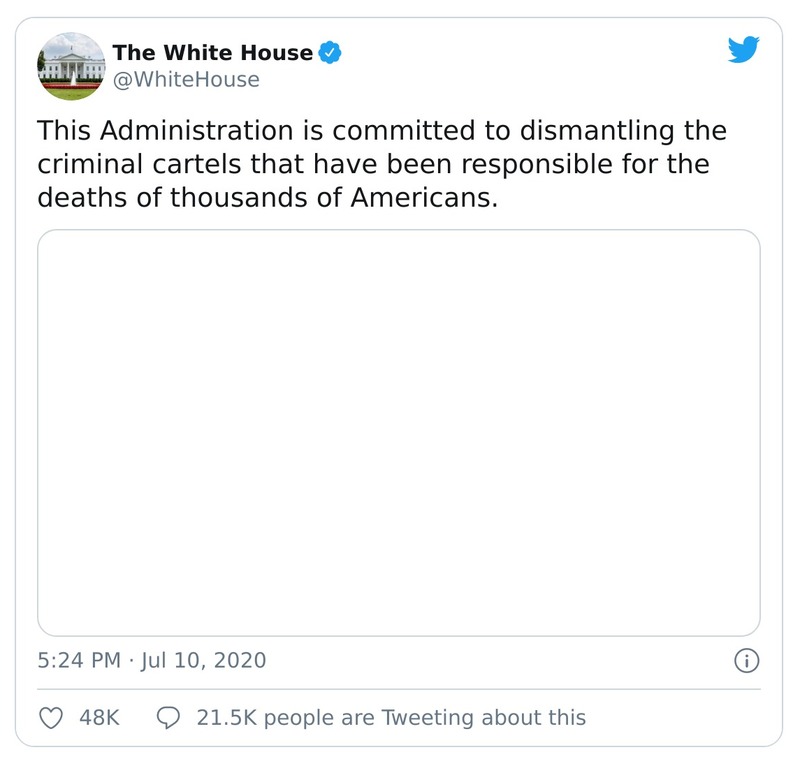 The White House
@WhiteHouse
This Administration is committed to dismantling the
criminal cartels that have been responsible for the
deaths of thousands of Americans.
5:24 PM · Jul 10, 2020
48K
21.5K people are Tweeting about this